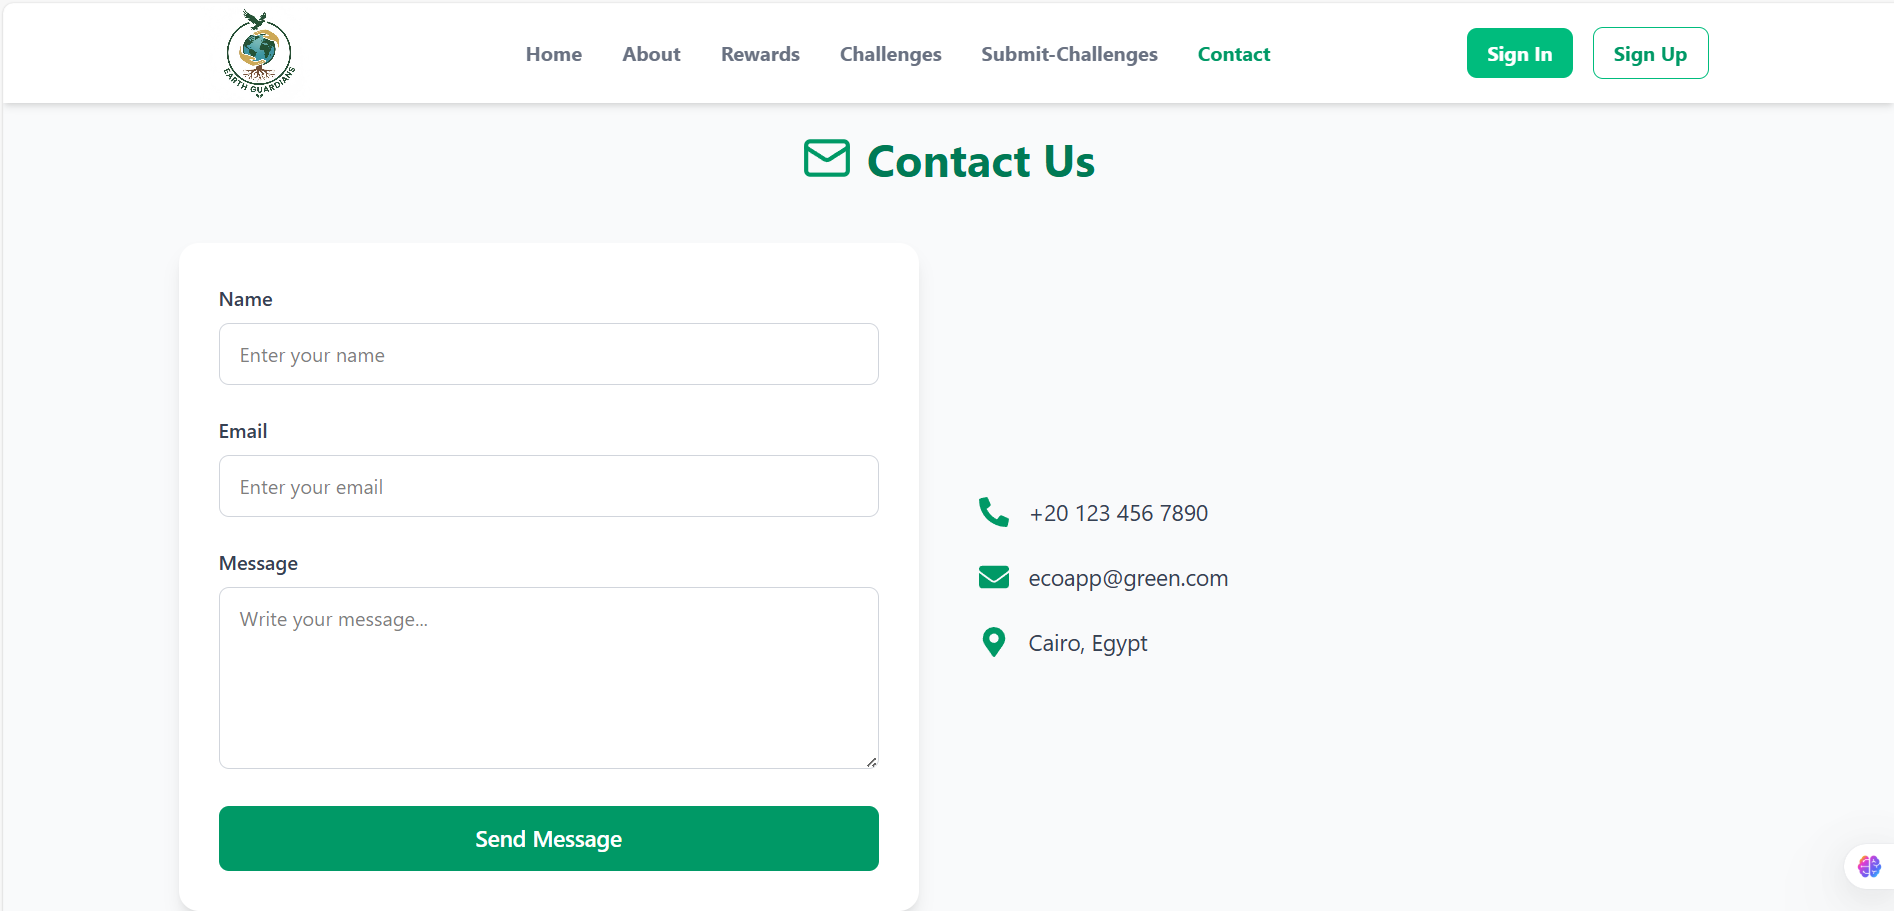 EARTH GUARDIANS
Home About Rewards Challenges Submit-Challenges Contact
Sign In Sign Up
Contact Us
Name
Enter your name
Email
Enter your email
Message
Write your message...
Send Message
+20 123 456 7890
ecoapp@green.com
Cairo, Egypt